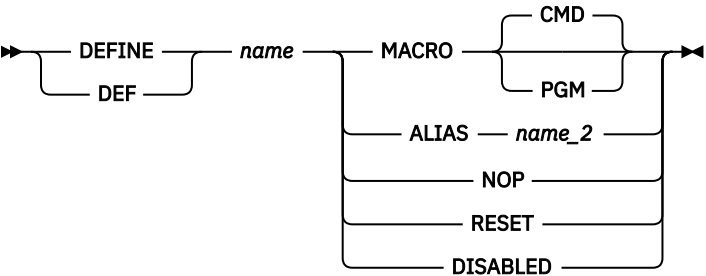 CMD
DEFINE name MACRO
DEF PGM
ALIAS name_2
NOP
RESET
DISABLED